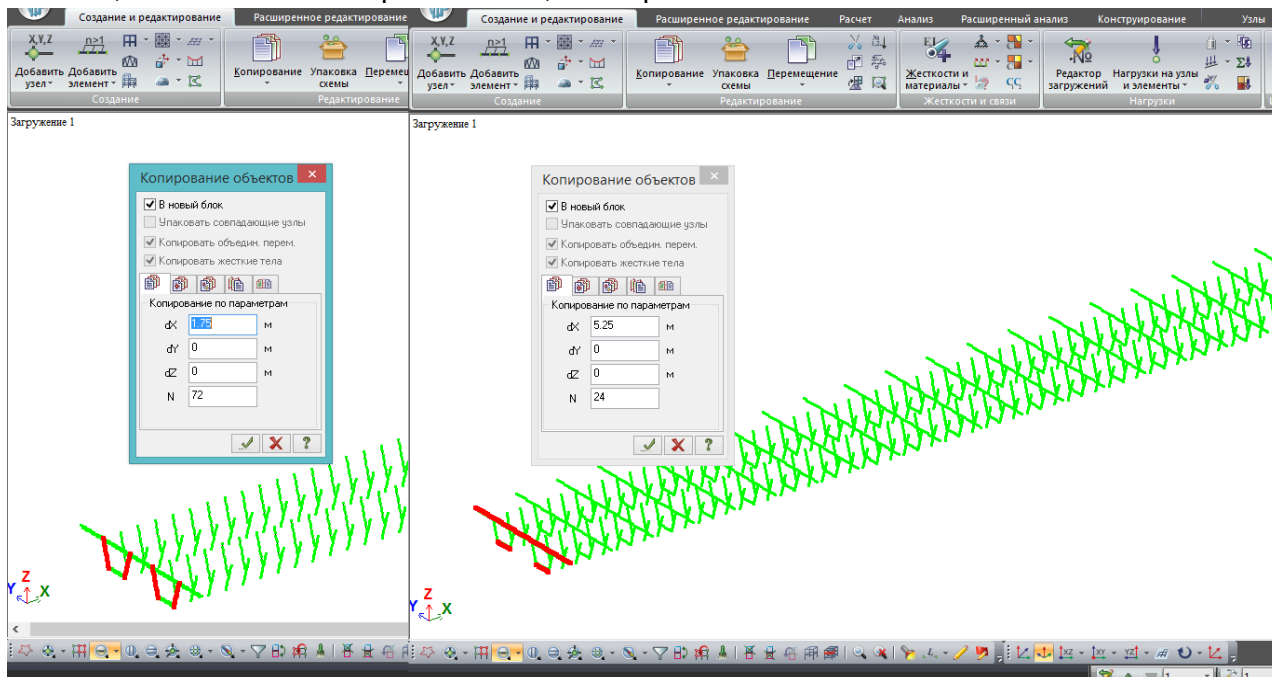 Создание и редактирование
Расширенное редактирование
X,Y,Z
n>1
Добавить узел
Добавить элемент
Копирование
Упаковка схемы
Создание
Редактирование
Загружение 1
Копирование объектов
В новый блок
Упаковать совпадающие узлы
Копировать объедин. перем.
Копировать жесткие тела
Копирование по параметрам
dX 1.75 м
dY 0 м
dZ 0 м
N 72
?
Z
Y X
Создание и редактирование
Расширенное редактирование
Расчет
Анализ
Расширенный анализ
Конструирование
Узлы
X,Y,Z
n>1
Добавить узел
Добавить элемент
Копирование
Упаковка схемы
Перемещение
Жесткости и материалы
Редактор загружений
Нагрузки на узлы и элементы
Создание
Редактирование
Жесткости и связи
Нагрузки
Загружение 1
Копирование объектов
В новый блок
Упаковать совпадающие узлы
Копировать объедин. перем.
Копировать жесткие тела
Копирование по параметрам
dX 5.25 м
dY 0 м
dZ 0 м
N 24
?
Z
Y X